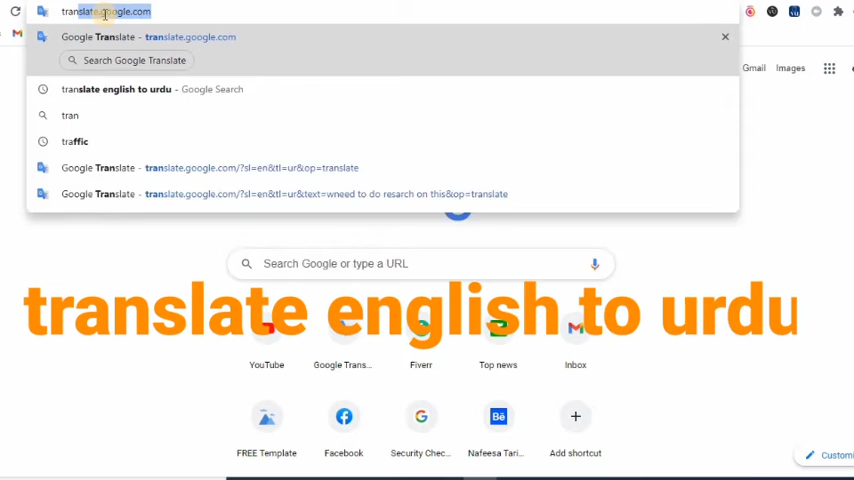 translate.google.com
Google Translate - translate.google.com
Search Google Translate
translate english to urdu - Google Search
tran
traffic
Google Translate - translate.google.com/?sl=en&tl=ur&op=translate
Google Translate - translate.google.com/?sl=en&tl=ur&text=wneed to do resarch on this&op=translate
Gmail Images
Search Google or type a URL
translate english to urdu
YouTube Google Trans... Fiverr Top news Inbox
FREE Template Facebook Security Chec... Nafeesa Tari... Add shortcut
Customi